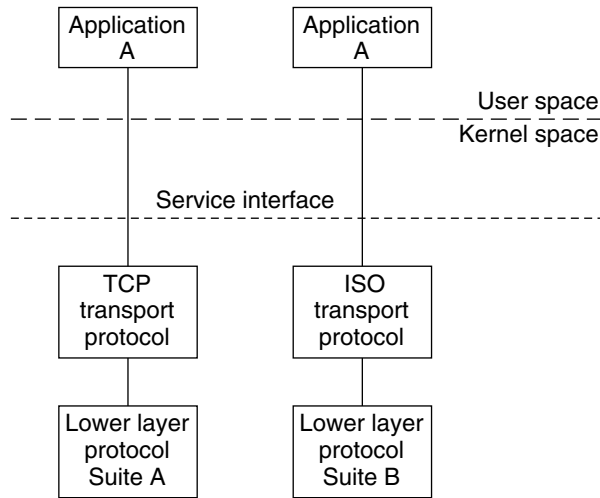 Application
A
Application
A
User space
Kernel space
Service interface
TCP
transport
protocol
ISO
transport
protocol
Lower layer
protocol
Suite A
Lower layer
protocol
Suite B